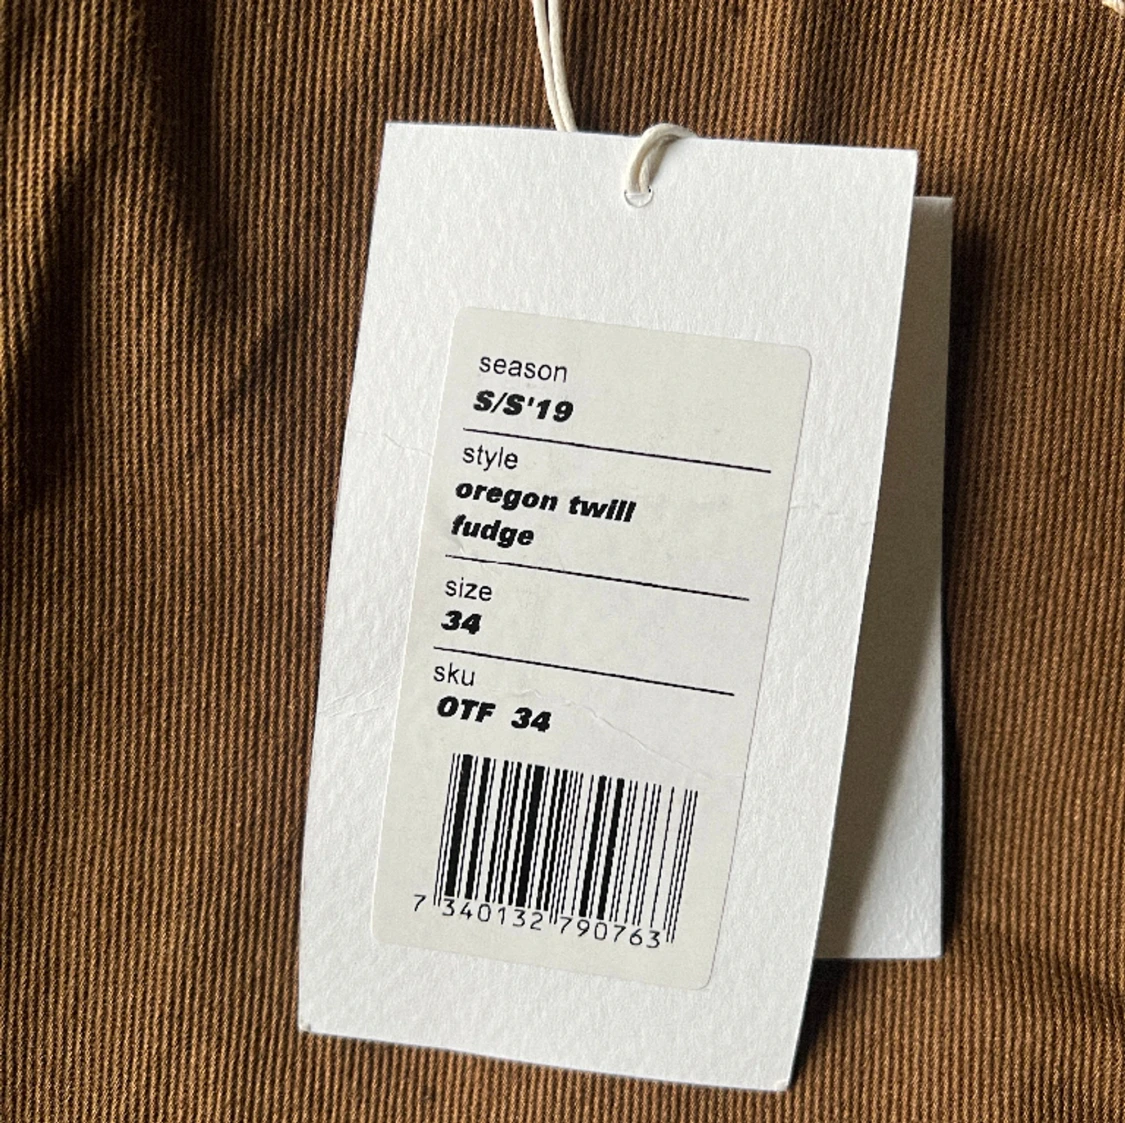 season
S/S'19
style
oregon twill
fudge
size
34
sku
OTF 34
7 340132 790763